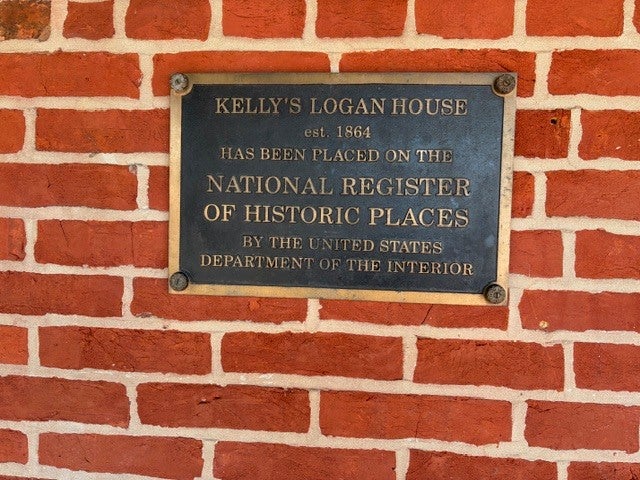 KELLY'S LOGAN HOUSE
est. 1864
HAS BEEN PLACED ON THE
NATIONAL REGISTER
OF HISTORIC PLACES
BY THE UNITED STATES
DEPARTMENT OF THE INTERIOR